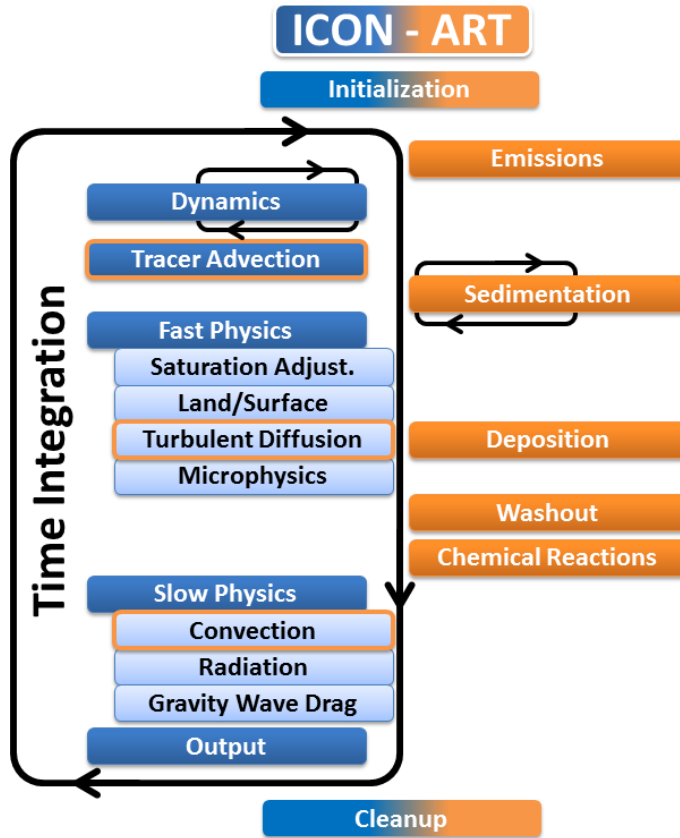 ICON - ART
Initialization
Emissions
Dynamics
Tracer Advection
Sedimentation
Fast Physics
Saturation Adjust.
Land/Surface
Turbulent Diffusion
Deposition
Microphysics
Washout
Chemical Reactions
Time Integration
Slow Physics
Convection
Radiation
Gravity Wave Drag
Output
Cleanup